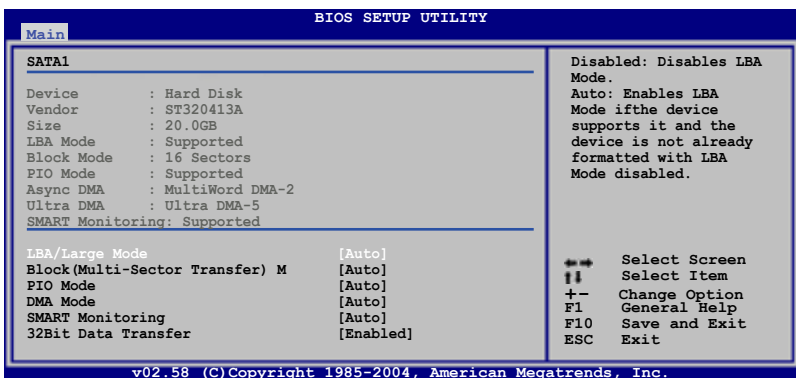 BIOS SETUP UTILITY
Main
SATA1
Device : Hard Disk
Vendor : ST320413A
Size : 20.0GB
LBA Mode : Supported
Block Mode : 16 Sectors
PIO Mode : Supported
Async DMA : MultiWord DMA-2
Ultra DMA : Ultra DMA-5
SMART Monitoring: Supported
LBA/Large Mode [Auto]
Block(Multi-Sector Transfer) M [Auto]
PIO Mode [Auto]
DMA Mode [Auto]
SMART Monitoring [Auto]
32Bit Data Transfer [Enabled]
Disabled: Disables LBA
Mode.
Auto: Enables LBA
Mode ifthe device
supports it and the
device is not already
formatted with LBA
Mode disabled.
←→ Select Screen
↑↓ Select Item
+- Change Option
F1 General Help
F10 Save and Exit
ESC Exit
v02.58 (C)Copyright 1985-2004, American Megatrends, Inc.